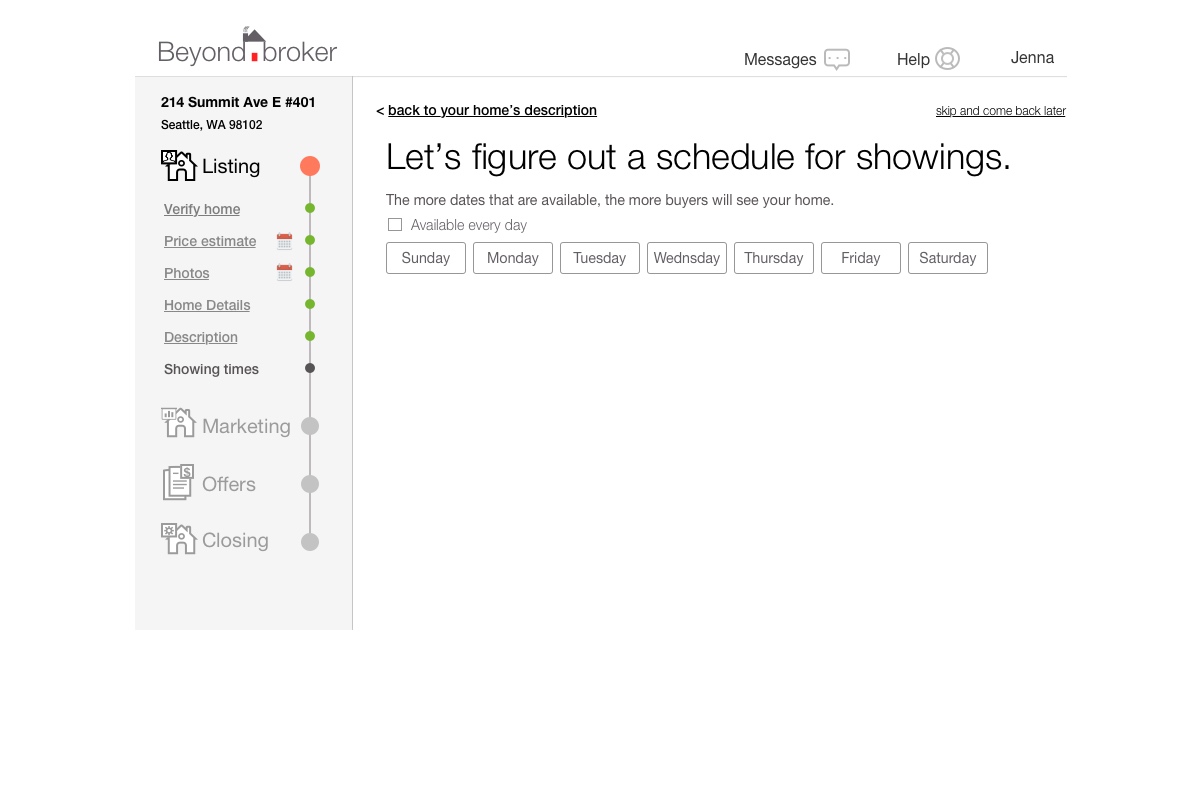 Beyond broker
Messages
Help
Jenna
214 Summit Ave E #401
Seattle, WA 98102
Listing
Verify home
Price estimate
Photos
Home Details
Description
Showing times
Marketing
$
Offers
Closing
< back to your home’s description
skip and come back later
Let’s figure out a schedule for showings.
The more dates that are available, the more buyers will see your home.
Available every day
Sunday
Monday
Tuesday
Wednsday
Thursday
Friday
Saturday